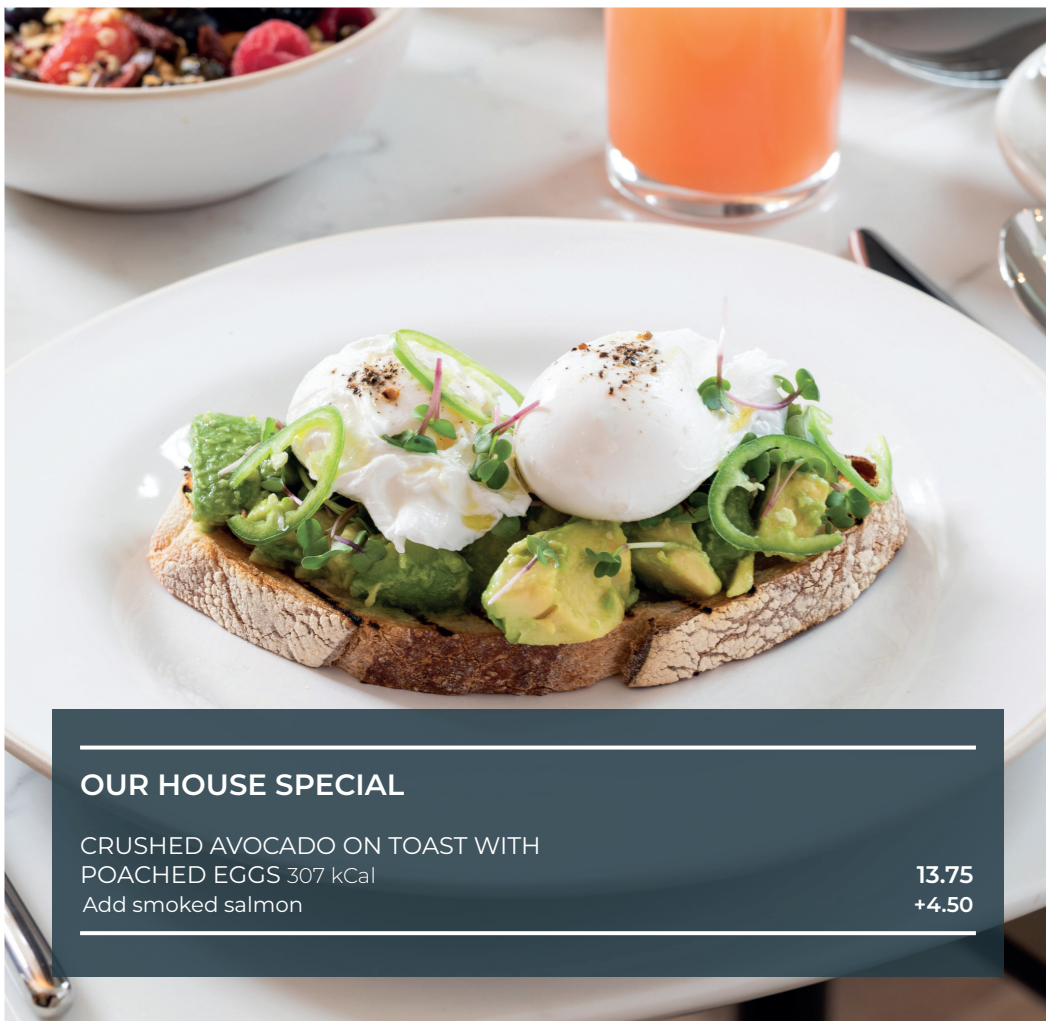 OUR HOUSE SPECIAL
CRUSHED AVOCADO ON TOAST WITH
POACHED EGGS 307 kCal 13.75
Add smoked salmon +4.50